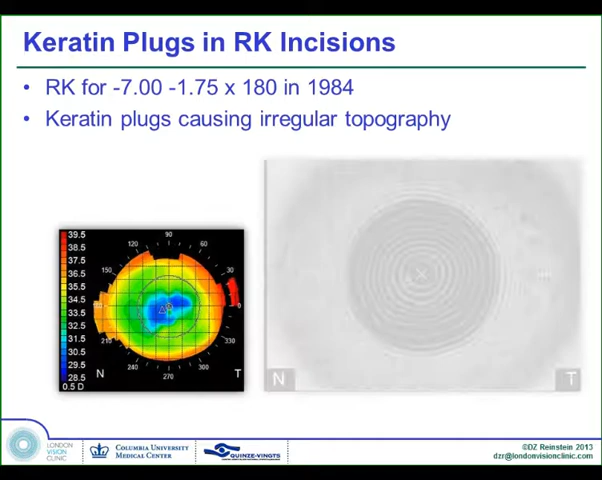 Keratin Plugs in RK Incisions
• RK for -7.00 -1.75 x 180 in 1984
• Keratin plugs causing irregular topography
39.5
38.5
37.5
36.5
35.5
34.5
33.5
32.5
31.5
30.5
29.5
28.5
0.5 D
90
120
60
150
30
0
330
240
300
270
N
T
N
T
LONDON
VISION
CLINIC
COLUMBIA UNIVERSITY
MEDICAL CENTER
QUINZE-VINGTS
©DZ Reinstein 2013
dzr@londonvisionclinic.com